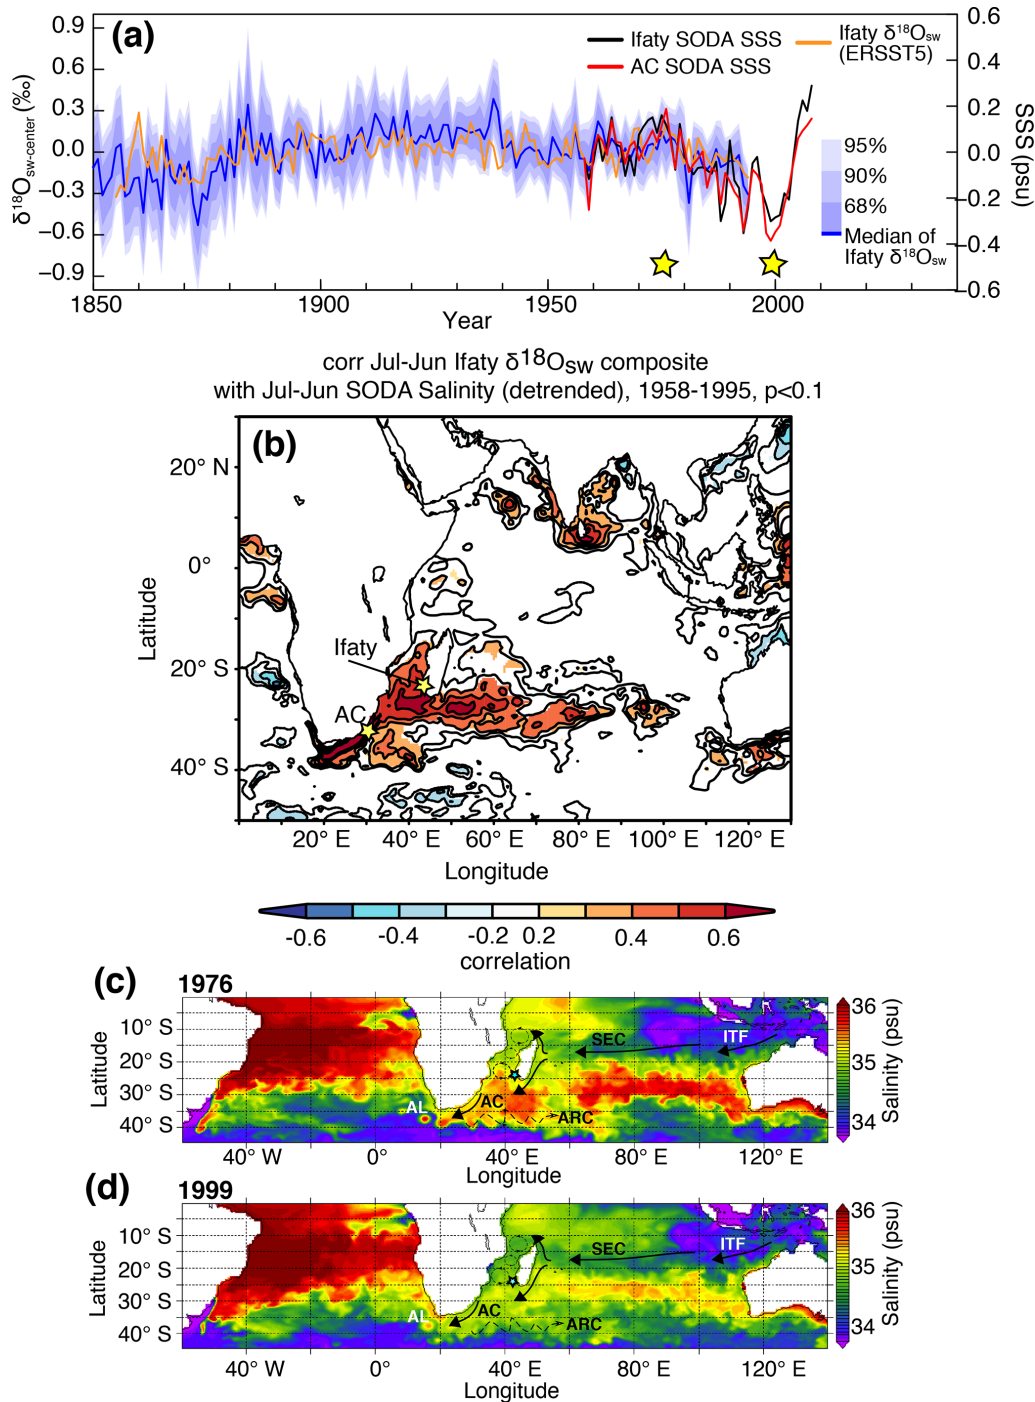 (a)
0.9
0.6
0.3
0.0
−0.3
−0.6
−0.9
δ18Osw-center (‰)
Ifaty SODA SSS
AC SODA SSS
Ifaty δ18Osw
(ERSST5)
0.6
0.4
0.2
0.0
−0.2
−0.4
−0.6
SSS (psu)
95%
90%
68%
Median of
Ifaty δ18Osw
1850
1900
1950
2000
Year
corr Jul-Jun Ifaty δ18Osw composite
with Jul-Jun SODA Salinity (detrended), 1958-1995, p<0.1
(b)
20° N
0°
20° S
40° S
Latitude
Ifaty
AC
20° E 40° E 60° E 80° E 100° E 120° E
Longitude
-0.6 -0.4 -0.2 0.2 0.4 0.6
correlation
(c)
1976
10° S
20° S
30° S
40° S
Latitude
SEC
ITF
AC
AL
ARC
36
35
34
Salinity (psu)
40° W 0° 40° E 80° E 120° E
Longitude
(d)
1999
10° S
20° S
30° S
40° S
Latitude
SEC
ITF
AC
AL
ARC
36
35
34
Salinity (psu)
40° W 0° 40° E 80° E 120° E
Longitude